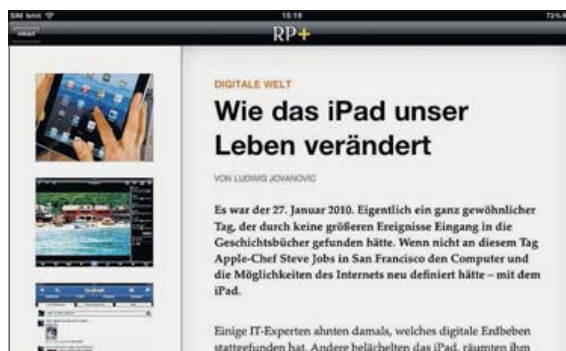 SIM fehlt
15:19
73%
Inhalt
RP+
DIGITALE WELT
Wie das iPad unser
Leben verändert
VON LUDWIG JOVANOVIC
Es war der 27. Januar 2010. Eigentlich ein ganz gewöhnlicher
Tag, der durch keine größeren Ereignisse Eingang in die
Geschichtsbücher gefunden hätte. Wenn nicht an diesem Tag
Apple-Chef Steve Jobs in San Francisco den Computer und
die Möglichkeiten des Internets neu definiert hätte – mit dem
iPad.
Einige IT-Experten ahnten damals, welches digitale Erdbeben
stattgefunden hat. Andere belächelten das iPad, räumten ihm